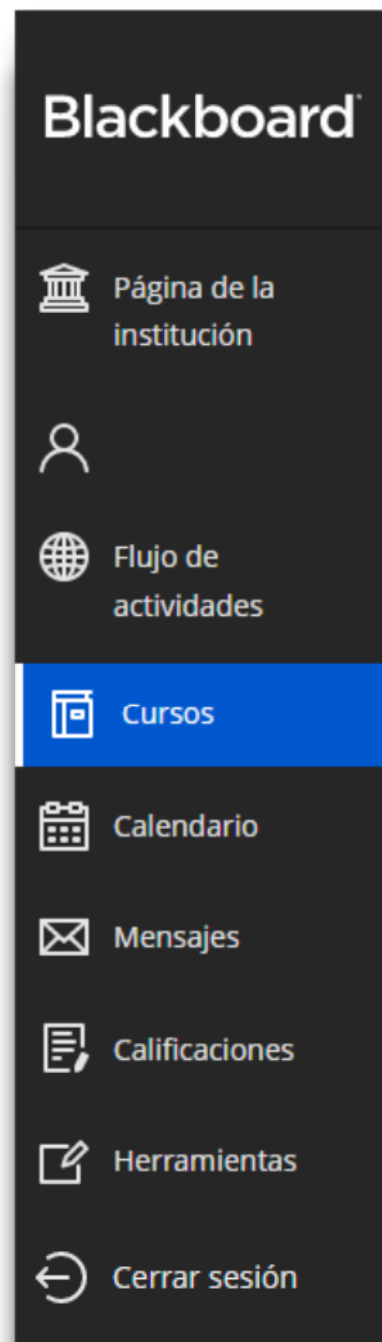 Blackboard
Página de la
institución
Flujo de
actividades
Cursos
Calendario
Mensajes
Calificaciones
Herramientas
Cerrar sesión